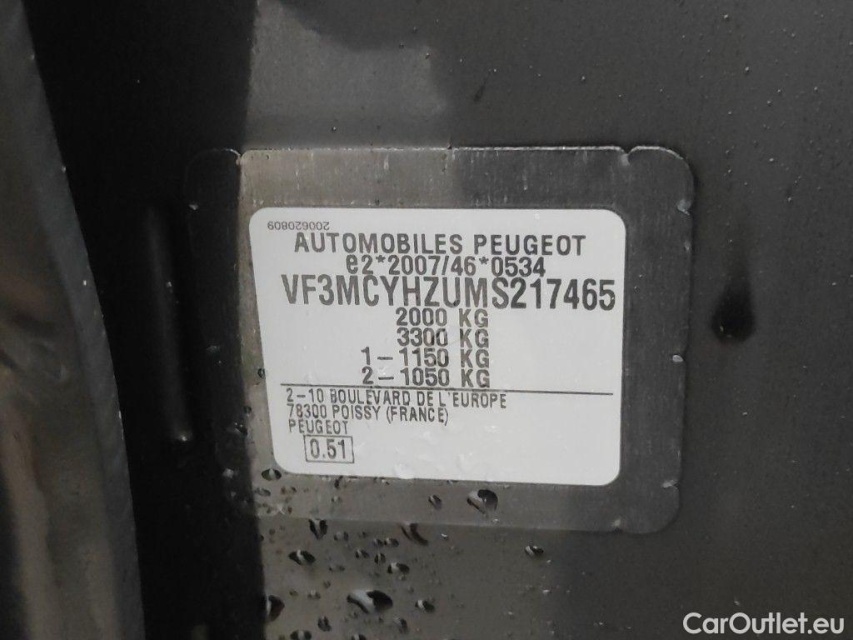 200620809
AUTOMOBILES PEUGEOT
e2*2007/46*0534
VF3MCYHZUMS217465
2000 KG
3300 KG
1-1150 KG
2-1050 KG
2-10 BOULEVARD DE L'EUROPE
78300 POISSY (FRANCE)
PEUGEOT
0.51
CarOutlet.eu